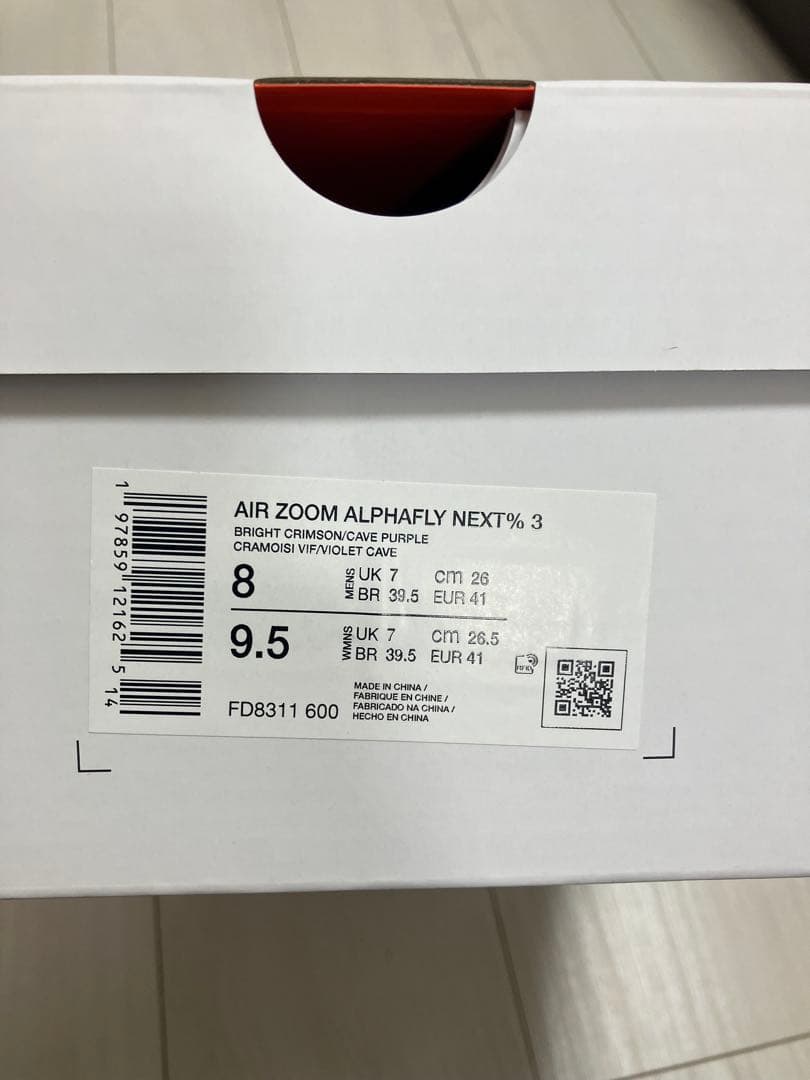 AIR ZOOM ALPHAFLY NEXT% 3
BRIGHT CRIMSON/CAVE PURPLE
CRAMOISI VIF/VIOLET CAVE
8 MENS UK 7 cm 26
BR 39.5 EUR 41
9.5 WMNS UK 7 cm 26.5
BR 39.5 EUR 41
FD8311 600
MADE IN CHINA /
FABRIQUE EN CHINE /
FABRICADO NA CHINA /
HECHO EN CHINA
RFID
1 97859 12162 5 14